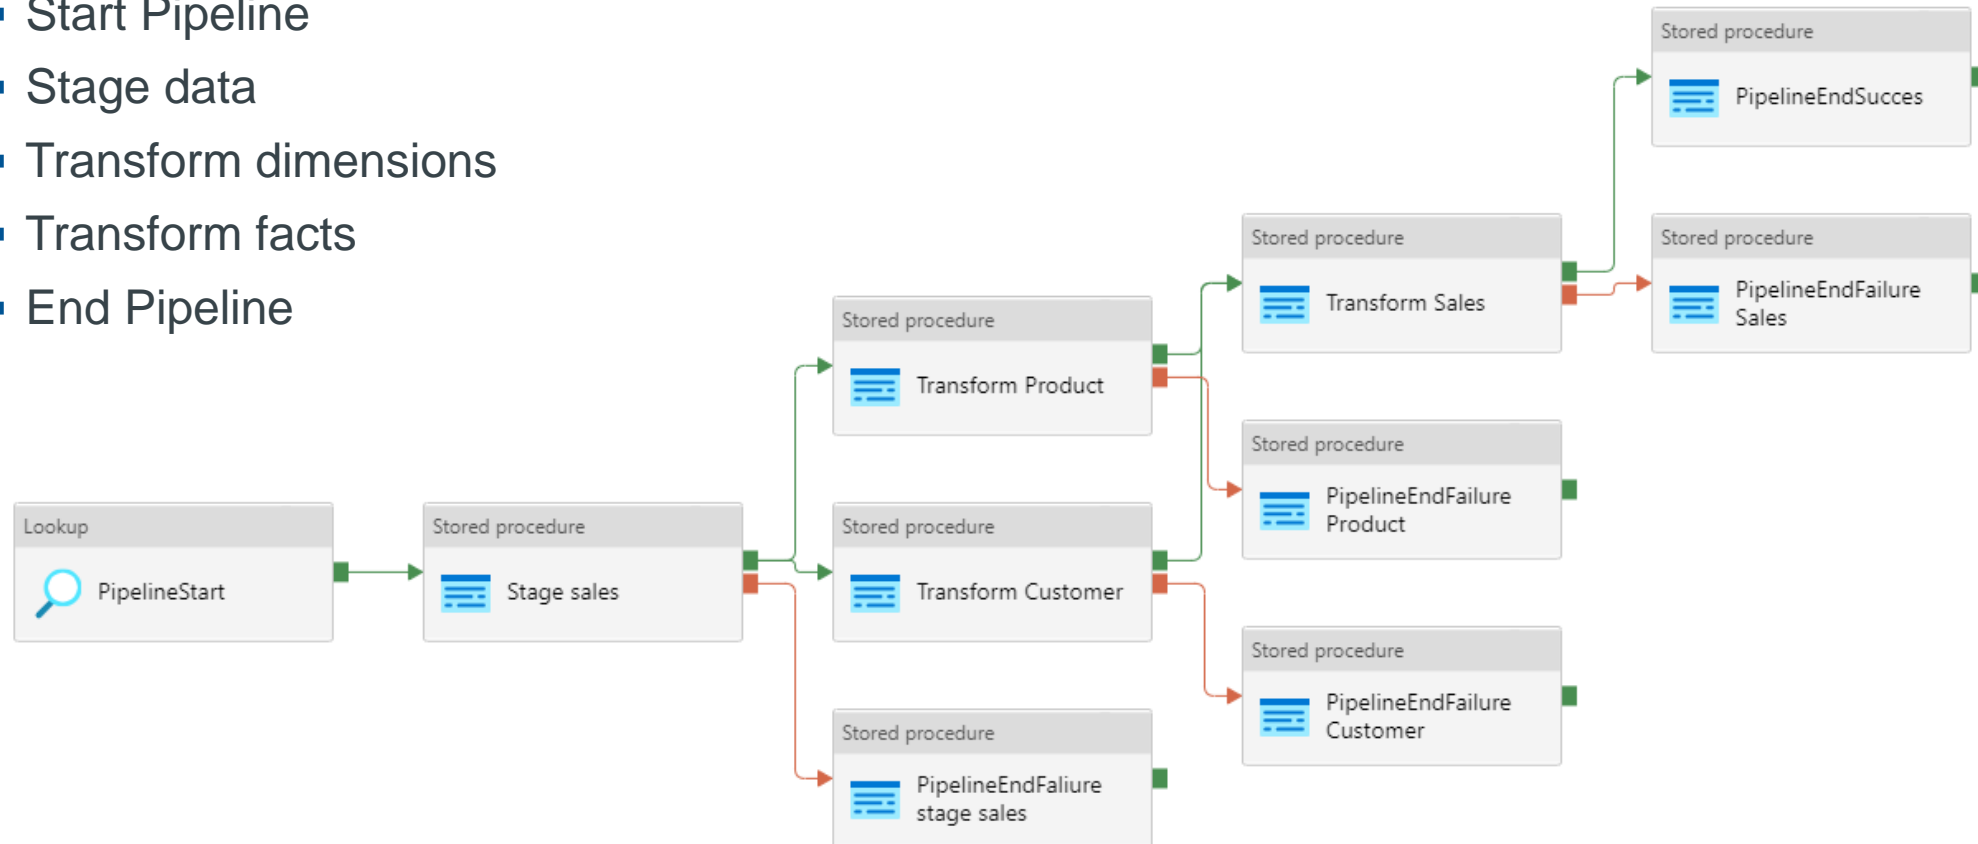 Start Pipeline
Stage data
Transform dimensions
Transform facts
End Pipeline
Stored procedure
PipelineEndSucces
Stored procedure
Transform Sales
Stored procedure
PipelineEndFailure
Sales
Stored procedure
Transform Product
Stored procedure
PipelineEndFailure
Product
Lookup
PipelineStart
Stored procedure
Stage sales
Stored procedure
Transform Customer
Stored procedure
PipelineEndFailure
Customer
Stored procedure
PipelineEndFaliure
stage sales